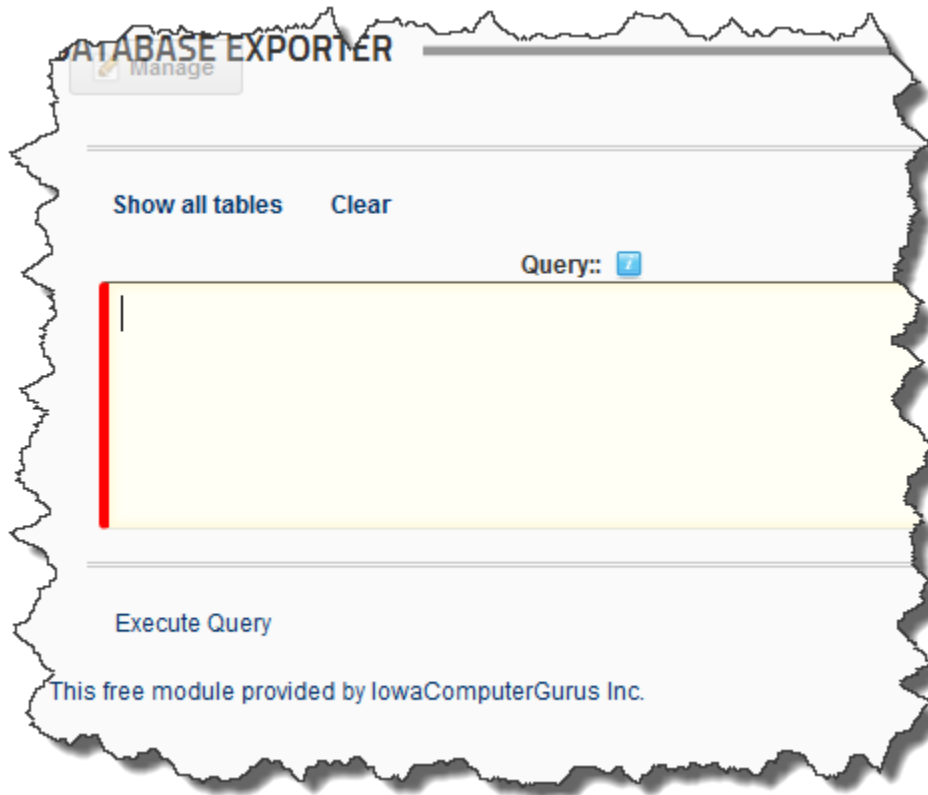 DATABASE EXPORTER
Manage
Show all tables Clear
Query::
Execute Query
This free module provided by IowaComputerGurus Inc.